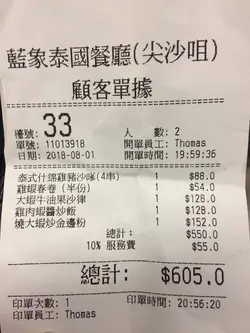 藍象泰國餐廳(尖沙咀)
顧客單據
檯號: 33 人 數: 2
單號: 11013918 開單員工: Thomas
日期: 2018-08-01 開單時間: 19:59:36
泰式什錦雞豬沙嗲(4串) 1 $88.0
雞蝦春卷 (半份) 1 $54.0
大蝦牛油果沙律 1 $128.0
雞肉蝦醬炒飯 1 $128.0
燒大蝦炒金邊粉 1 $152.0
總計: $550.0
10% 服務費 $55.0
總計: $605.0
印單次數: 1 印單時間: 20:56:20
印單員工: Thomas